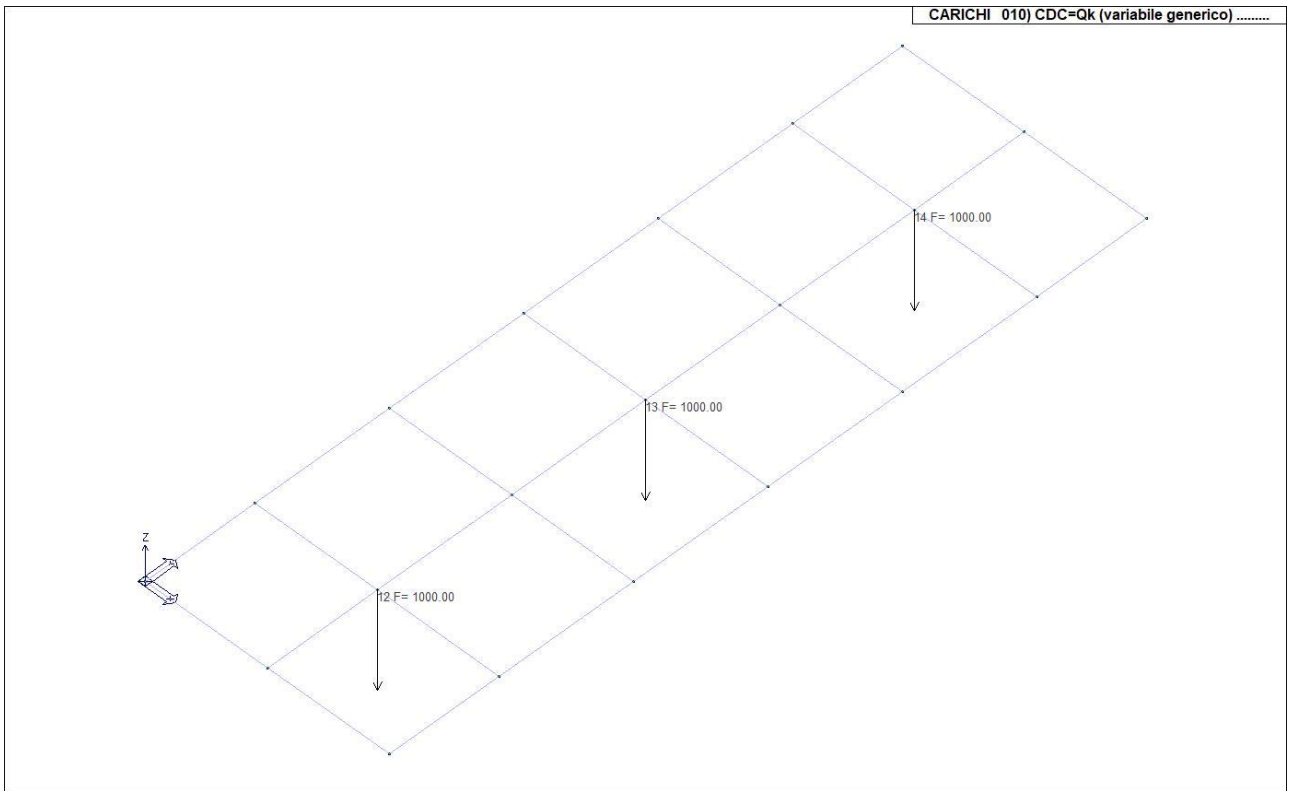 CARICHI 010) CDC=Qk (variabile generico) .........
14 F= 1000.00
13 F= 1000.00
Z
12 F= 1000.00